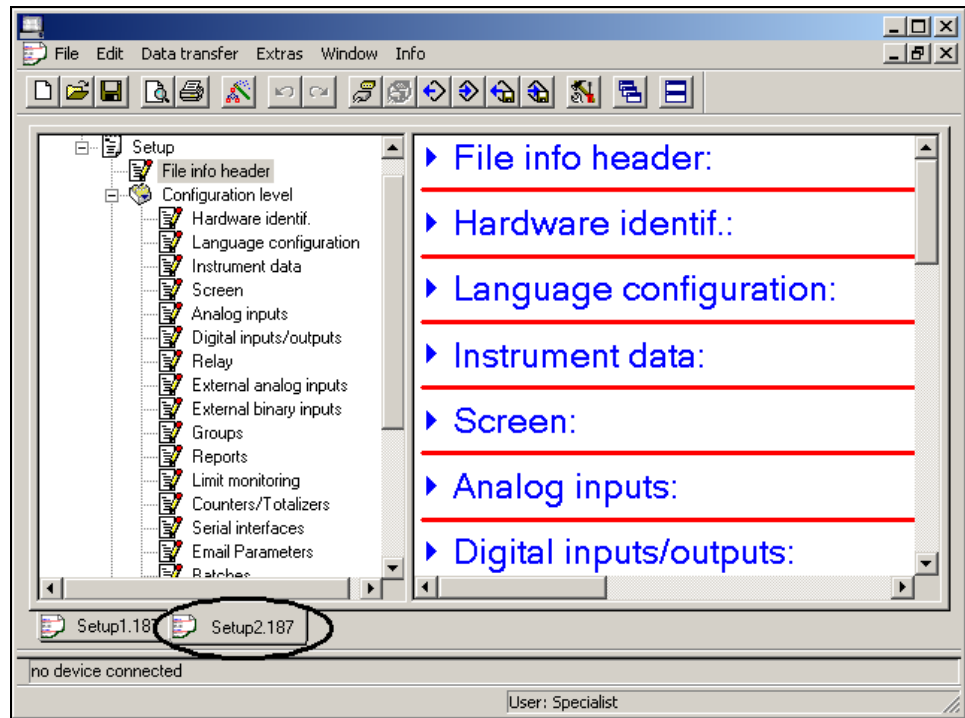 File Edit Data transfer Extras Window Info
Setup
File info header
Configuration level
Hardware identif.
Language configuration
Instrument data
Screen
Analog inputs
Digital inputs/outputs
Relay
External analog inputs
External binary inputs
Groups
Reports
Limit monitoring
Counters/Totalizers
Serial interfaces
Email Parameters
Batches
File info header:
Hardware identif.:
Language configuration:
Instrument data:
Screen:
Analog inputs:
Digital inputs/outputs:
Setup1.187 Setup2.187
no device connected
User: Specialist